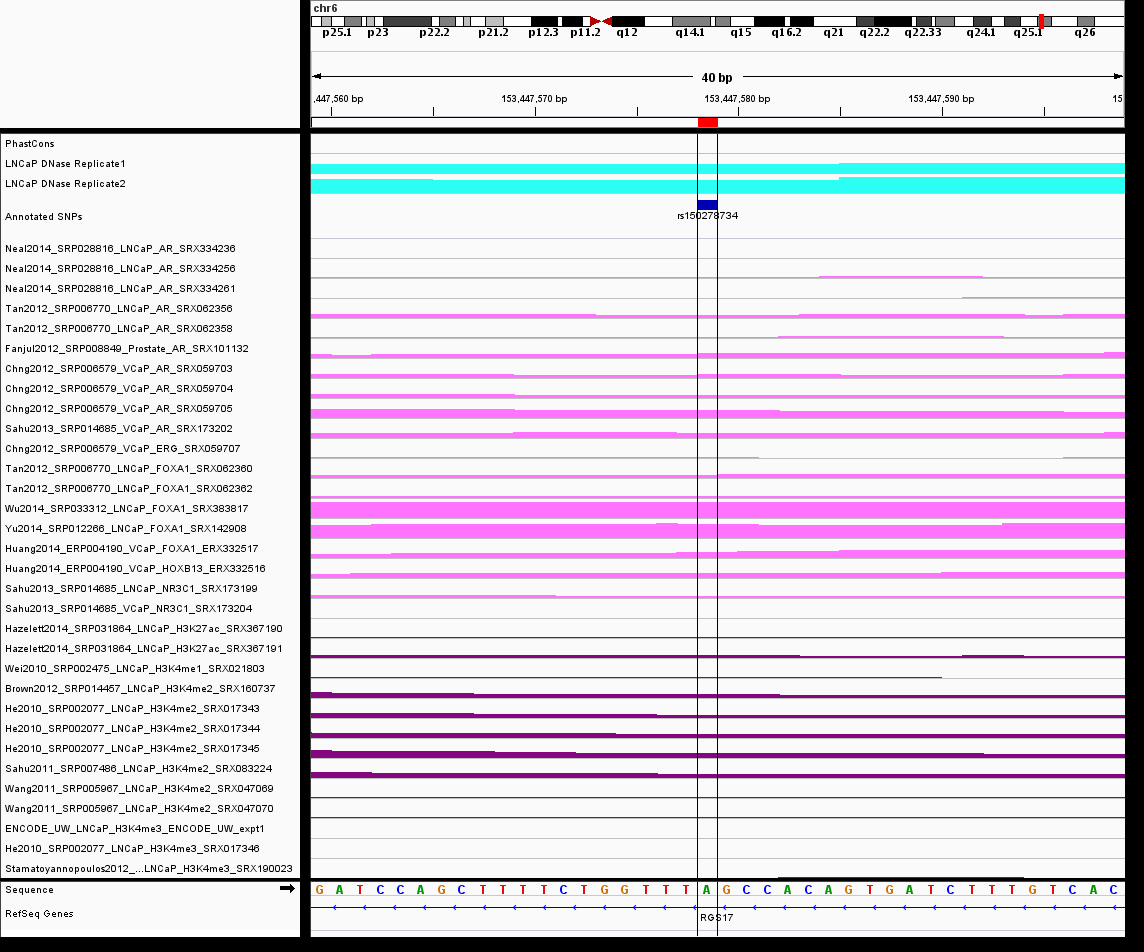 chr6
p25.1 p23 p22.2 p21.2 p12.3 p11.2 q12 q14.1 q15 q16.2 q21 q22.2 q22.33 q24.1 q25.1 q26
40 bp
,447,560 bp 153,447,570 bp 153,447,580 bp 153,447,590 bp 15
PhastCons
LNCaP DNase Replicate1
LNCaP DNase Replicate2
Annotated SNPs
rs150278734
Neal2014_SRP028816_LNCaP_AR_SRX334236
Neal2014_SRP028816_LNCaP_AR_SRX334256
Neal2014_SRP028816_LNCaP_AR_SRX334261
Tan2012_SRP006770_LNCaP_AR_SRX062356
Tan2012_SRP006770_LNCaP_AR_SRX062358
Fanjul2012_SRP008849_Prostate_AR_SRX101132
Chng2012_SRP006579_VCaP_AR_SRX059703
Chng2012_SRP006579_VCaP_AR_SRX059704
Chng2012_SRP006579_VCaP_AR_SRX059705
Sahu2013_SRP014685_VCaP_AR_SRX173202
Chng2012_SRP006579_VCaP_ERG_SRX059707
Tan2012_SRP006770_LNCaP_FOXA1_SRX062360
Tan2012_SRP006770_LNCaP_FOXA1_SRX062362
Wu2014_SRP033312_LNCaP_FOXA1_SRX383817
Yu2014_SRP012266_LNCaP_FOXA1_SRX142908
Huang2014_ERP004190_VCaP_FOXA1_ERX332517
Huang2014_ERP004190_VCaP_HOXB13_ERX332516
Sahu2013_SRP014685_LNCaP_NR3C1_SRX173199
Sahu2013_SRP014685_VCaP_NR3C1_SRX173204
Hazelett2014_SRP031864_LNCaP_H3K27ac_SRX367190
Hazelett2014_SRP031864_LNCaP_H3K27ac_SRX367191
Wei2010_SRP002475_LNCaP_H3K4me1_SRX021803
Brown2012_SRP014457_LNCaP_H3K4me2_SRX160737
He2010_SRP002077_LNCaP_H3K4me2_SRX017343
He2010_SRP002077_LNCaP_H3K4me2_SRX017344
He2010_SRP002077_LNCaP_H3K4me2_SRX017345
Sahu2011_SRP007486_LNCaP_H3K4me2_SRX083224
Wang2011_SRP005967_LNCaP_H3K4me2_SRX047069
Wang2011_SRP005967_LNCaP_H3K4me2_SRX047070
ENCODE_UW_LNCaP_H3K4me3_ENCODE_UW_expt1
He2010_SRP002077_LNCaP_H3K4me3_SRX017346
Stamatoyannopoulos2012_..._LNCaP_H3K4me3_SRX190023
Sequence G A T C C A G C T T T T C T G G T T T A G C C A C A G T G A T C T T T G T C A C
RefSeq Genes
RGS17